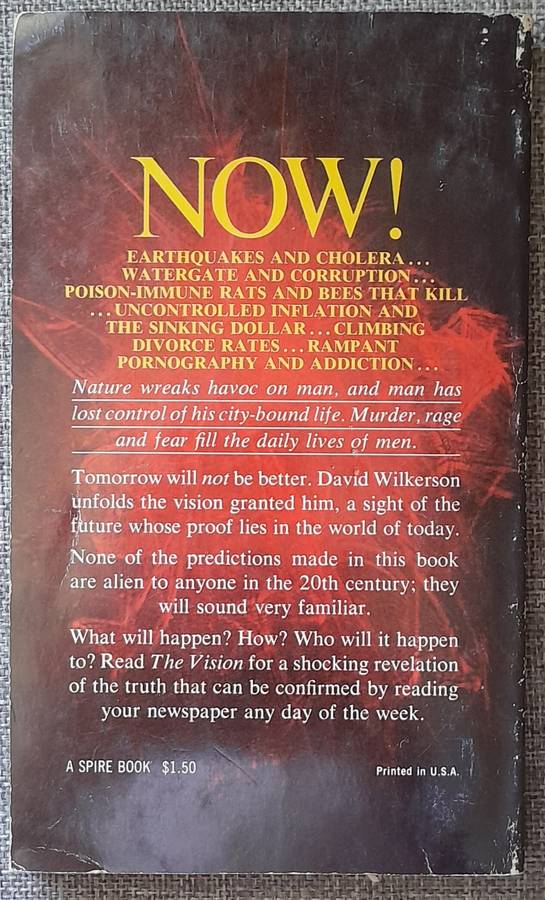 NOW!
EARTHQUAKES AND CHOLERA...
WATERGATE AND CORRUPTION...
POISON-IMMUNE RATS AND BEES THAT KILL
...UNCONTROLLED INFLATION AND
THE SINKING DOLLAR...CLIMBING
DIVORCE RATES...RAMPANT
PORNOGRAPHY AND ADDICTION...
Nature wreaks havoc on man, and man has
lost control of his city-bound life. Murder, rage
and fear fill the daily lives of men.
Tomorrow will not be better. David Wilkerson
unfolds the vision granted him, a sight of the
future whose proof lies in the world of today.
None of the predictions made in this book
are alien to anyone in the 20th century; they
will sound very familiar.
What will happen? How? Who will it happen
to? Read The Vision for a shocking revelation
of the truth that can be confirmed by reading
your newspaper any day of the week.
A SPIRE BOOK $1.50
Printed in U.S.A.